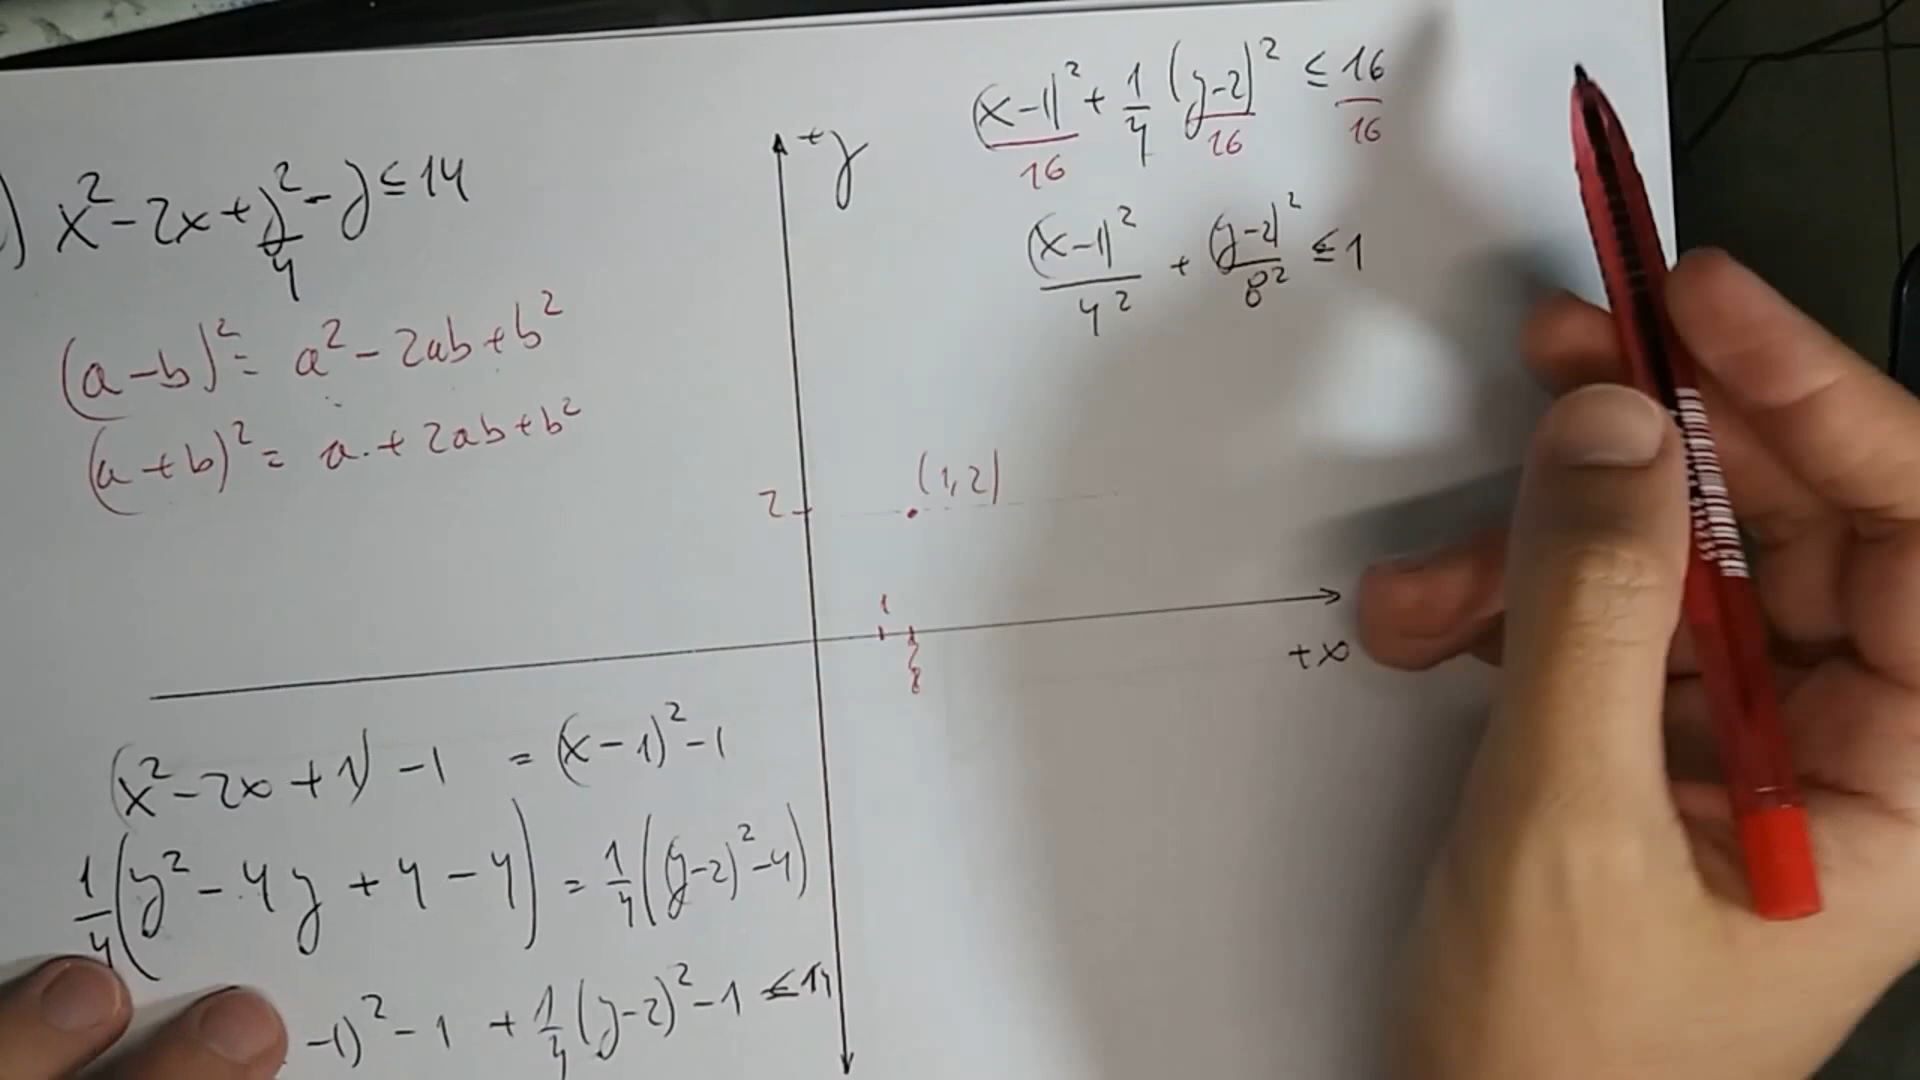 ) x² - 2x + y²/4 - y ≤ 14
(a - b)² = a² - 2ab + b²
(a + b)² = a· + 2ab + b²
(x² - 2x + 1) - 1 = (x - 1)² - 1
1/4 (y² - 4y + 4 - 4) = 1/4 ((y - 2)² - 4)
- 1)² - 1 + 1/4 (y - 2)² - 1 ≤ 14
+y
2
(1,2)
1
+x
(x - 1)²/16 + 1/4 (y - 2)²/16 ≤ 16/16
(x - 1)²/4² + (y - 2)²/8² ≤ 1